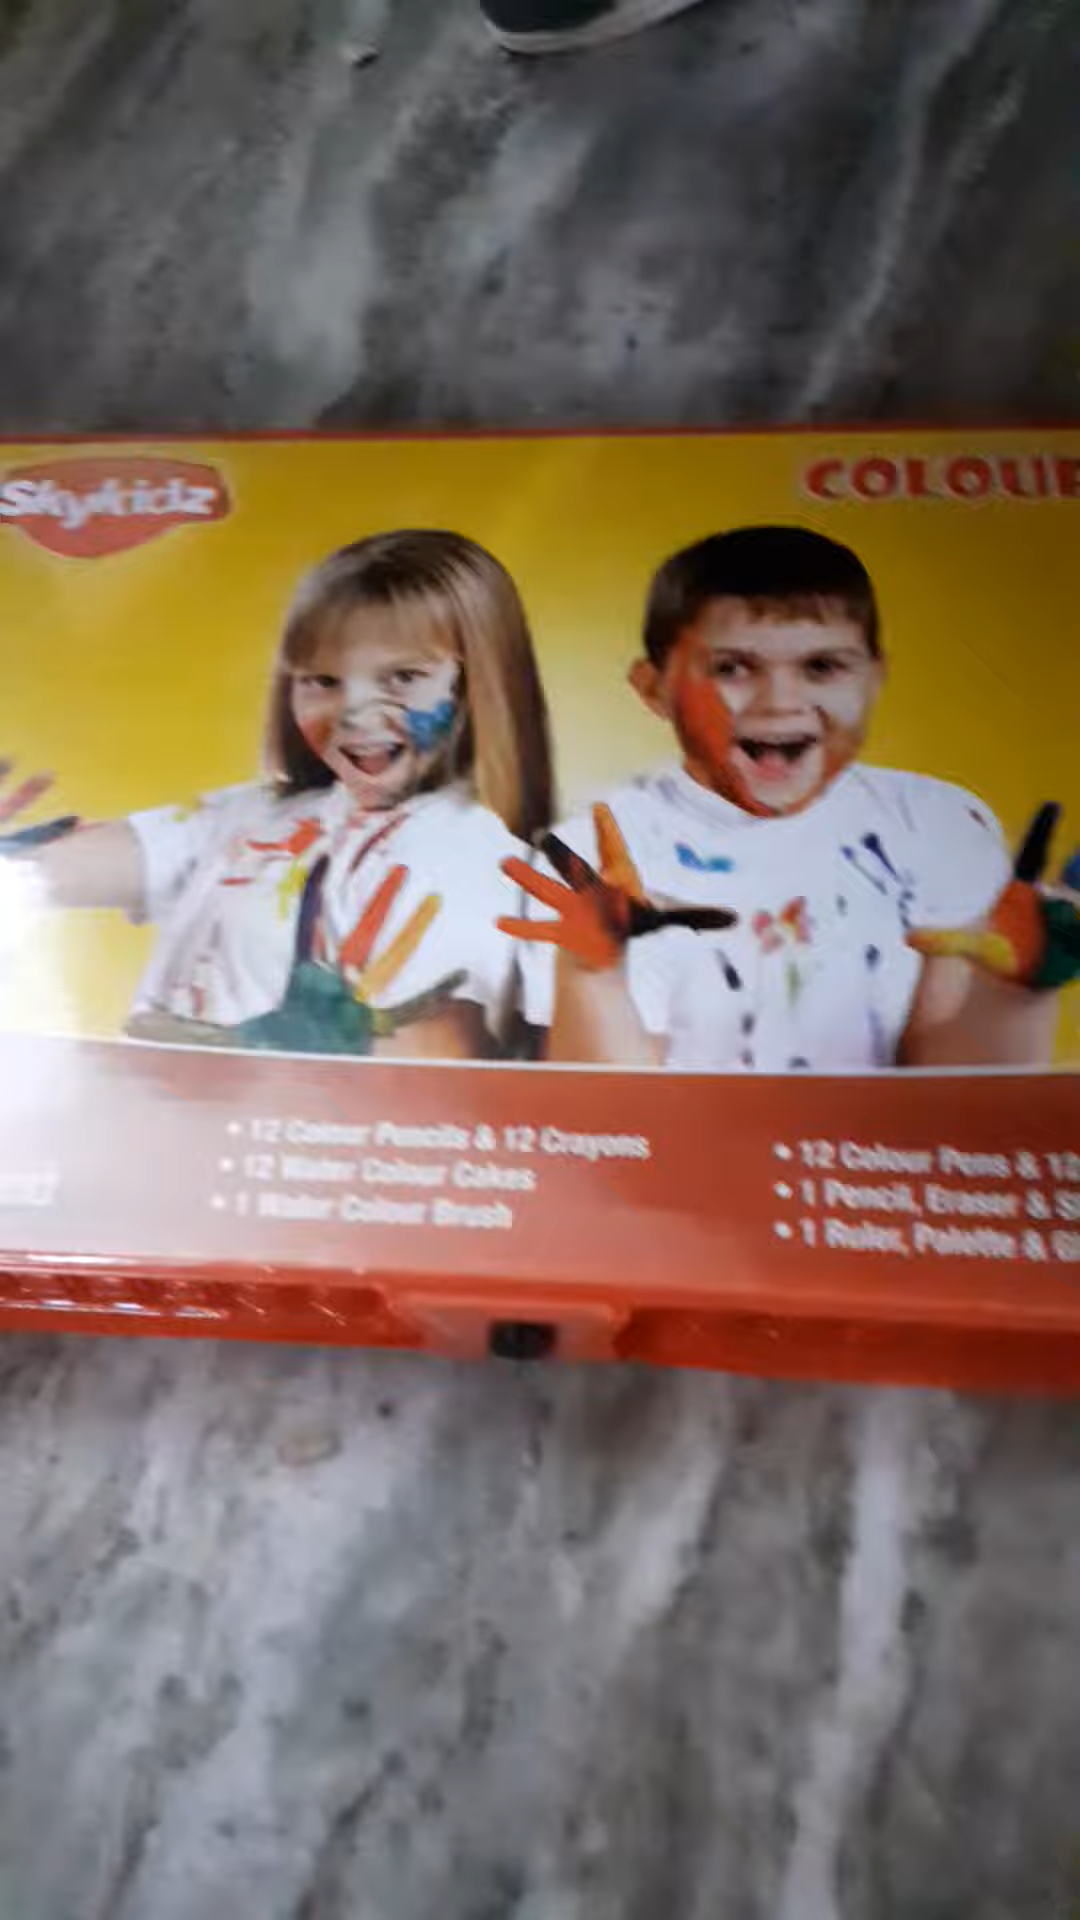 Skykidz
COLOUR
• 12 Colour Pencils & 12 Crayons
• 12 Water Colour Cakes
• 1 Water Colour Brush
• 12 Colour Pens & 12
• 1 Pencil, Eraser &
• 1 Ruler, Palette &